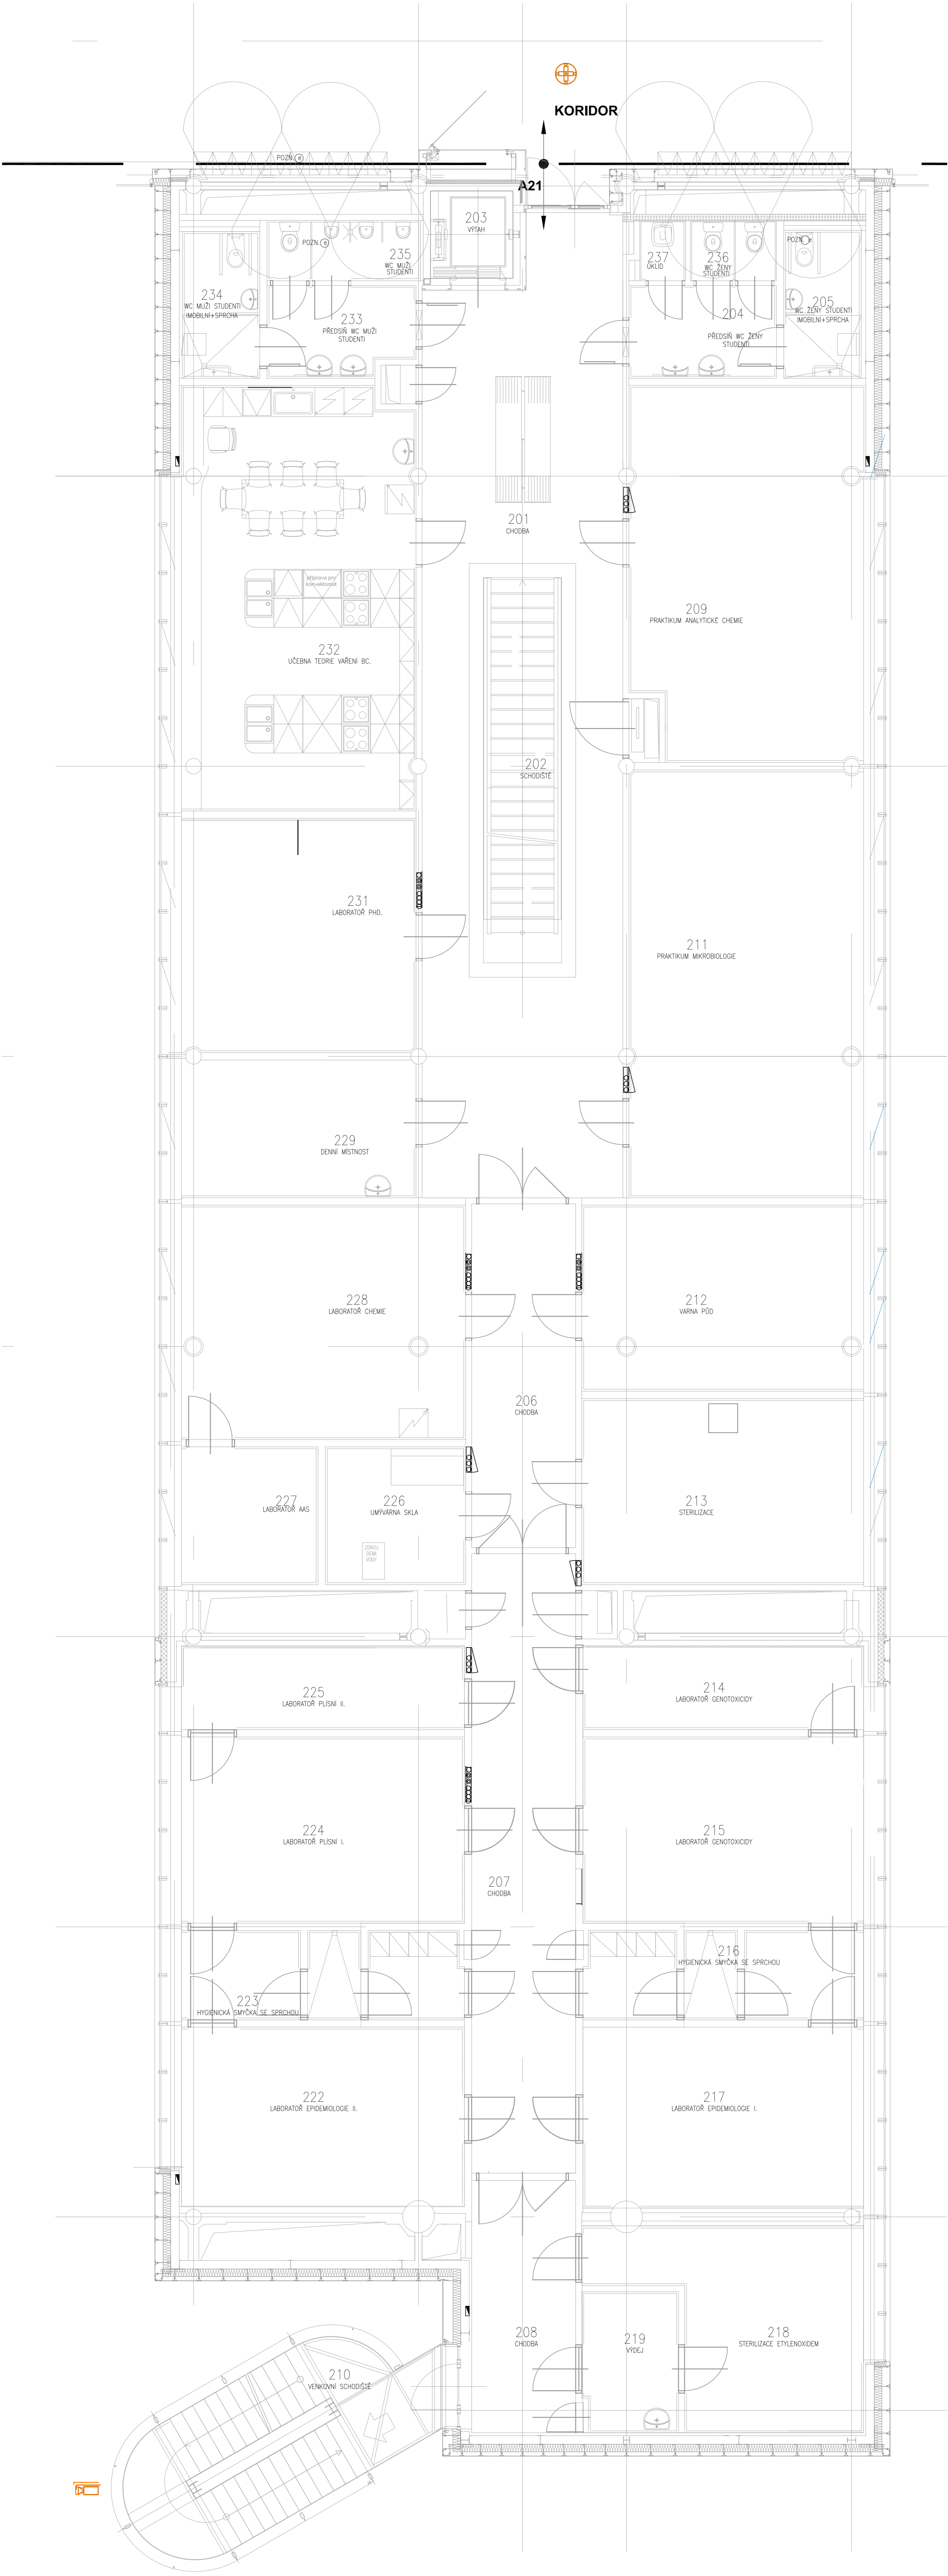 KORIDOR
POZN. e
A21
203
VÝTAH
POZN. e
235
WC MUŽI
STUDENTI
237
ÚKLID
236
WC ŽENY
STUDENTI
POZN. e
234
WC MUŽI STUDENTI
IMOBILNÍ+SPRCHA
233
PŘEDSÍŇ WC MUŽI
STUDENTI
204
PŘEDSÍŇ WC ŽENY
STUDENTI
205
WC ŽENY STUDENTI
IMOBILNÍ+SPRCHA
201
CHODBA
příprava pro
konvektomat
209
PRAKTIKUM ANALYTICKÉ CHEMIE
232
UČEBNA TEORIE VAŘENÍ BC.
202
SCHODIŠTĚ
231
LABORATOŘ PHD.
211
PRAKTIKUM MIKROBIOLOGIE
229
DENNÍ MÍSTNOST
228
LABORATOŘ CHEMIE
212
VARNA PŮD
206
CHODBA
227
LABORATOŘ AAS
226
UMÝVÁRNA SKLA
213
STERILIZACE
ZDROJ
DEMI
VODY
225
LABORATOŘ PLÍSNÍ II.
214
LABORATOŘ GENOTOXICIDY
224
LABORATOŘ PLÍSNÍ I.
215
LABORATOŘ GENOTOXICIDY
207
CHODBA
216
HYGIENICKÁ SMYČKA SE SPRCHOU
223
HYGIENICKÁ SMYČKA SE SPRCHOU
222
LABORATOŘ EPIDEMIOLOGIE II.
217
LABORATOŘ EPIDEMIOLOGIE I.
208
CHODBA
219
VÝDEJ
218
STERILIZACE ETYLENOXIDEM
210
VENKOVNÍ SCHODIŠTĚ